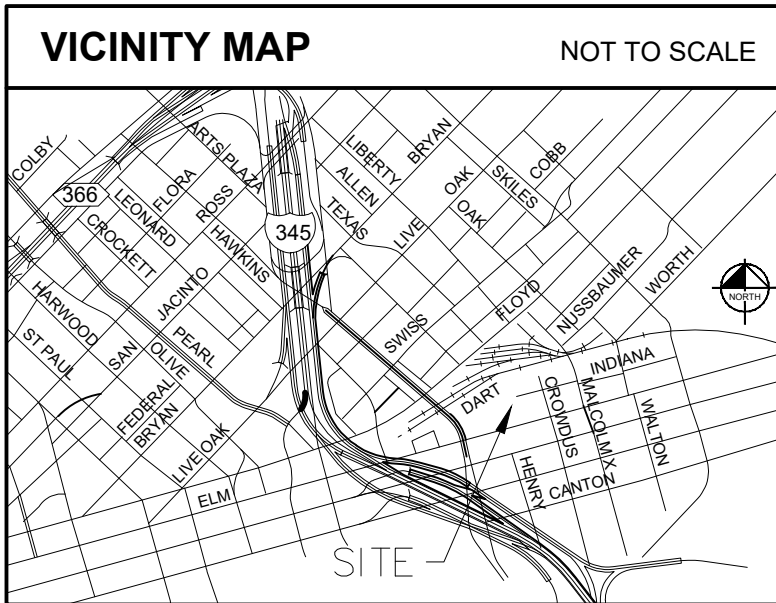 VICINITY MAP
NOT TO SCALE
COLBY
ARTS PLAZA
LIBERTY
BRYAN
COBB
366
FLORA
LEONARD
ROSS
ALLEN
OAK
SKILES
CROCKETT
HAWKINS
345
TEXAS
LIVE
OAK
HARWOOD
JACINTO
FLOYD
NUSSBAUMER
WORTH
NORTH
ST PAUL
SAN
OLIVE
PEARL
SWISS
INDIANA
FEDERAL
BRYAN
DART
CROWDUS
MALCOLM X
WALTON
LIVE OAK
ELM
HENRY
CANTON
SITE